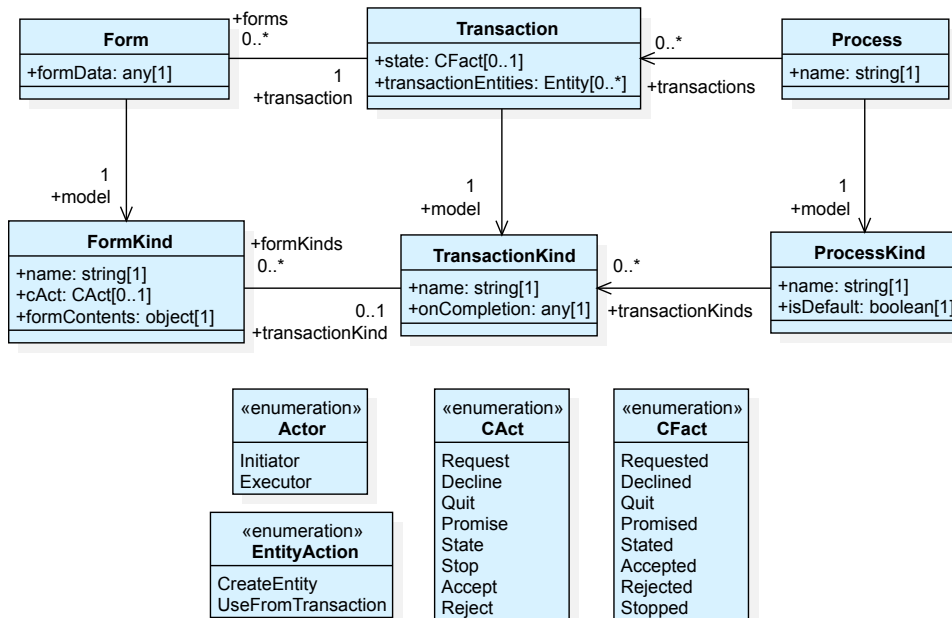 Form
+formData: any[1]
+forms
0..*
1
+transaction
Transaction
+state: CFact[0..1]
+transactionEntities: Entity[0..*]
0..*
+transactions
Process
+name: string[1]
1
+model
1
+model
1
+model
FormKind
+name: string[1]
+cAct: CAct[0..1]
+formContents: object[1]
+formKinds
0..*
0..1
+transactionKind
TransactionKind
+name: string[1]
+onCompletion: any[1]
0..*
+transactionKinds
ProcessKind
+name: string[1]
+isDefault: boolean[1]
«enumeration»
Actor
Initiator
Executor
«enumeration»
EntityAction
CreateEntity
UseFromTransaction
«enumeration»
CAct
Request
Decline
Quit
Promise
State
Stop
Accept
Reject
«enumeration»
CFact
Requested
Declined
Quit
Promised
Stated
Accepted
Rejected
Stopped